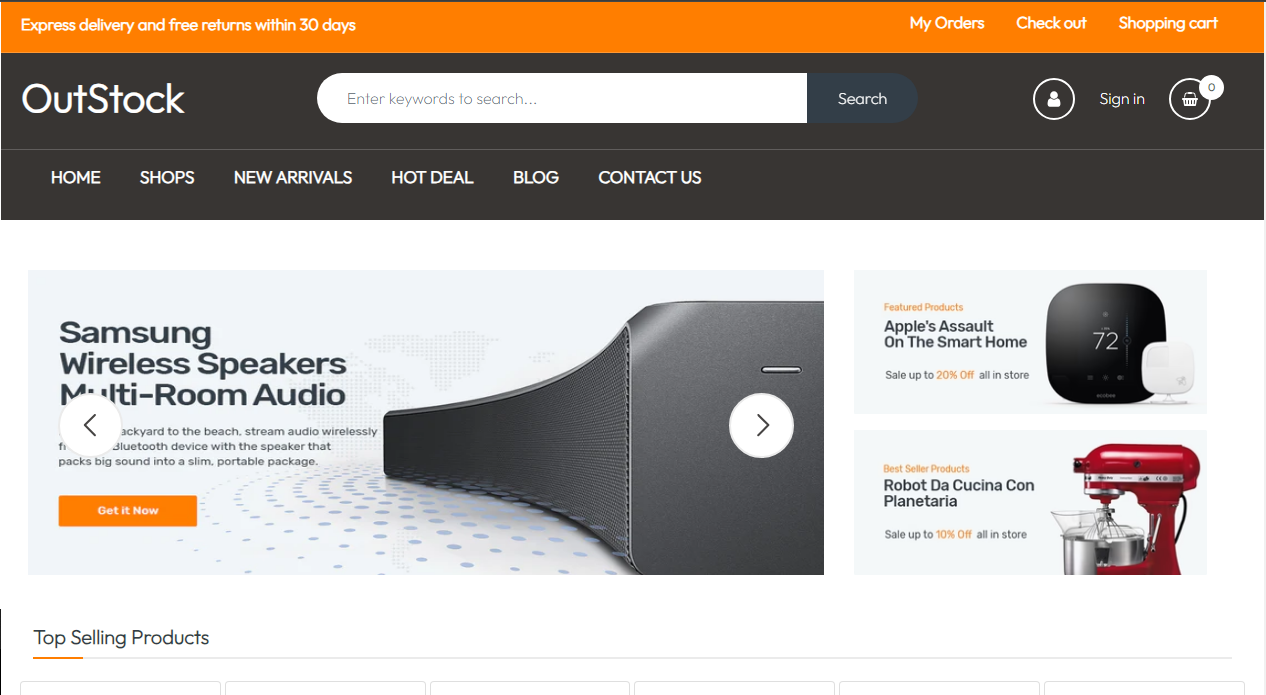 Express delivery and free returns within 30 days
My Orders
Check out
Shopping cart
OutStock
Enter keywords to search...
Search
Sign in
0
HOME
SHOPS
NEW ARRIVALS
HOT DEAL
BLOG
CONTACT US
Samsung
Wireless Speakers
Multi-Room Audio
ackyard to the beach, stream audio wirelessly
Bluetooth device with the speaker that
packs big sound into a slim, portable package.
Get it Now
Featured Products
Apple's Assault
On The Smart Home
Sale up to 20% Off all in store
72
ecobee
Best Seller Products
Robot Da Cucina Con
Planetaria
Sale up to 10% Off all in store
Top Selling Products